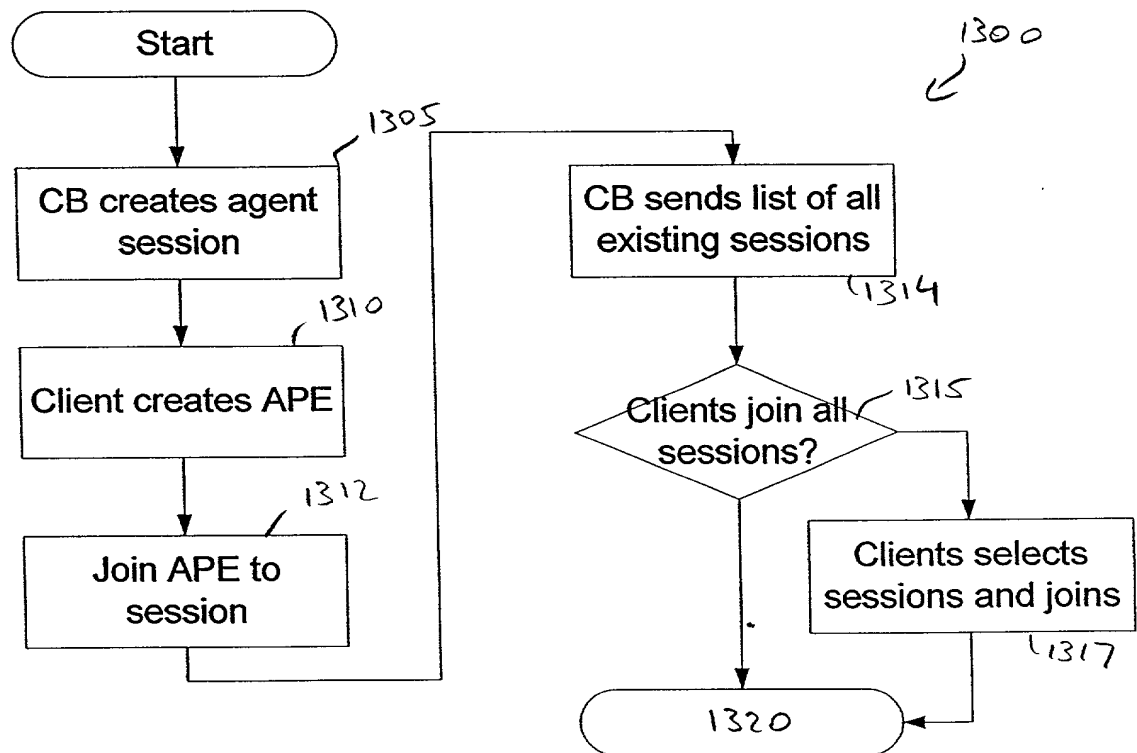 Start
1300
1305
CB creates agent
session
1310
Client creates APE
1312
Join APE to
session
CB sends list of all
existing sessions
1314
1315
Clients join all
sessions?
Clients selects
sessions and joins
1317
1320